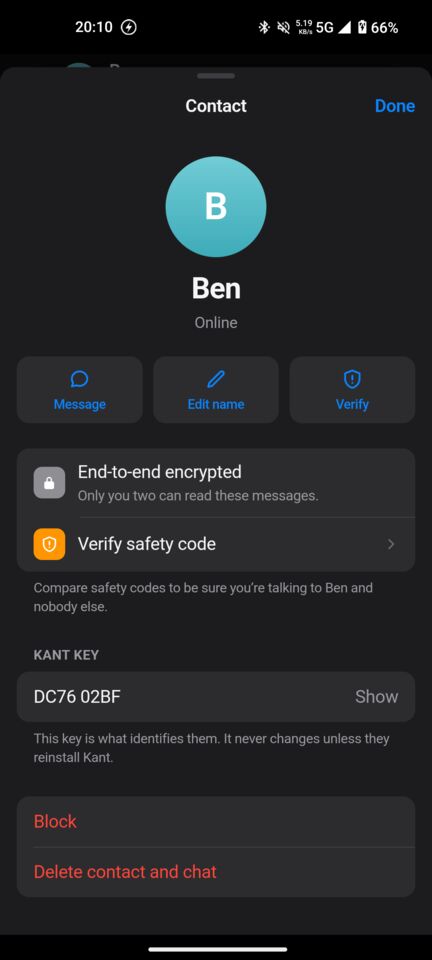 20:10
5.19
KB/s
5G
66%
Contact
Done
B
Ben
Online
Message
Edit name
Verify
End-to-end encrypted
Only you two can read these messages.
Verify safety code
Compare safety codes to be sure you’re talking to Ben and
nobody else.
KANT KEY
DC76 02BF
Show
This key is what identifies them. It never changes unless they
reinstall Kant.
Block
Delete contact and chat